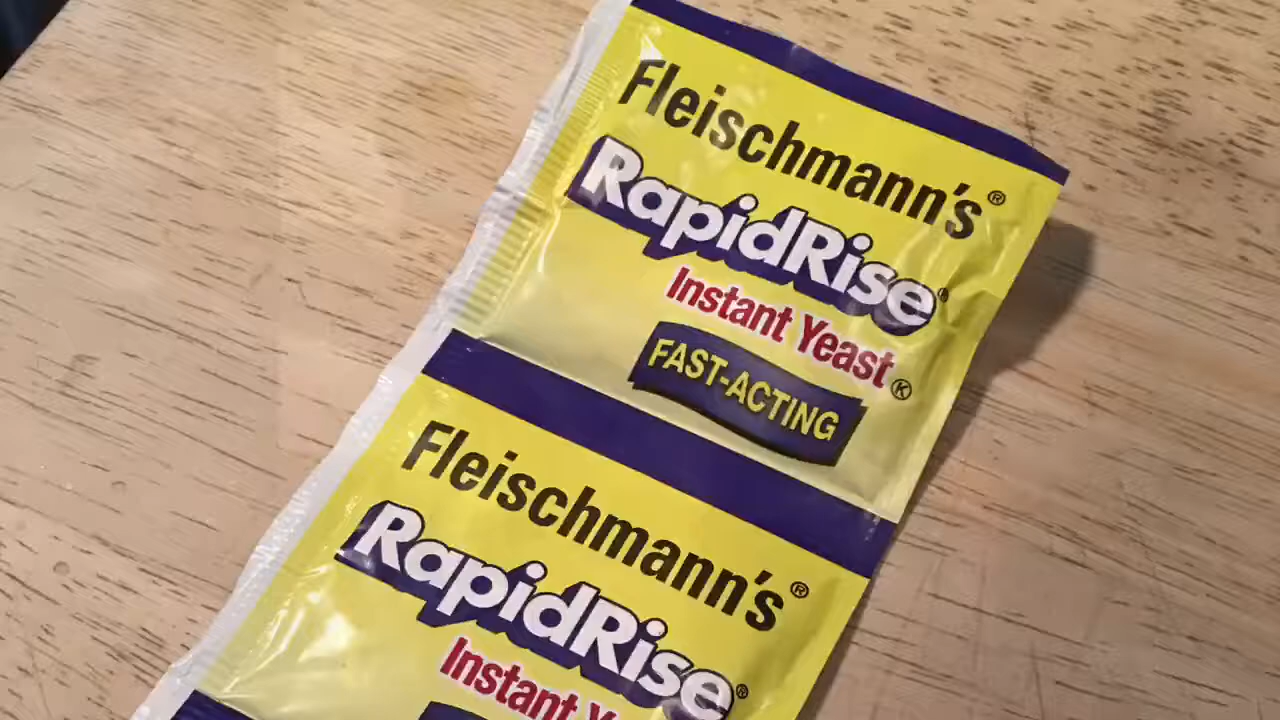 Fleischmann's®
RapidRise®
Instant Yeast
Ⓚ
FAST-ACTING
Fleischmann's®
RapidRise®
Instant Y